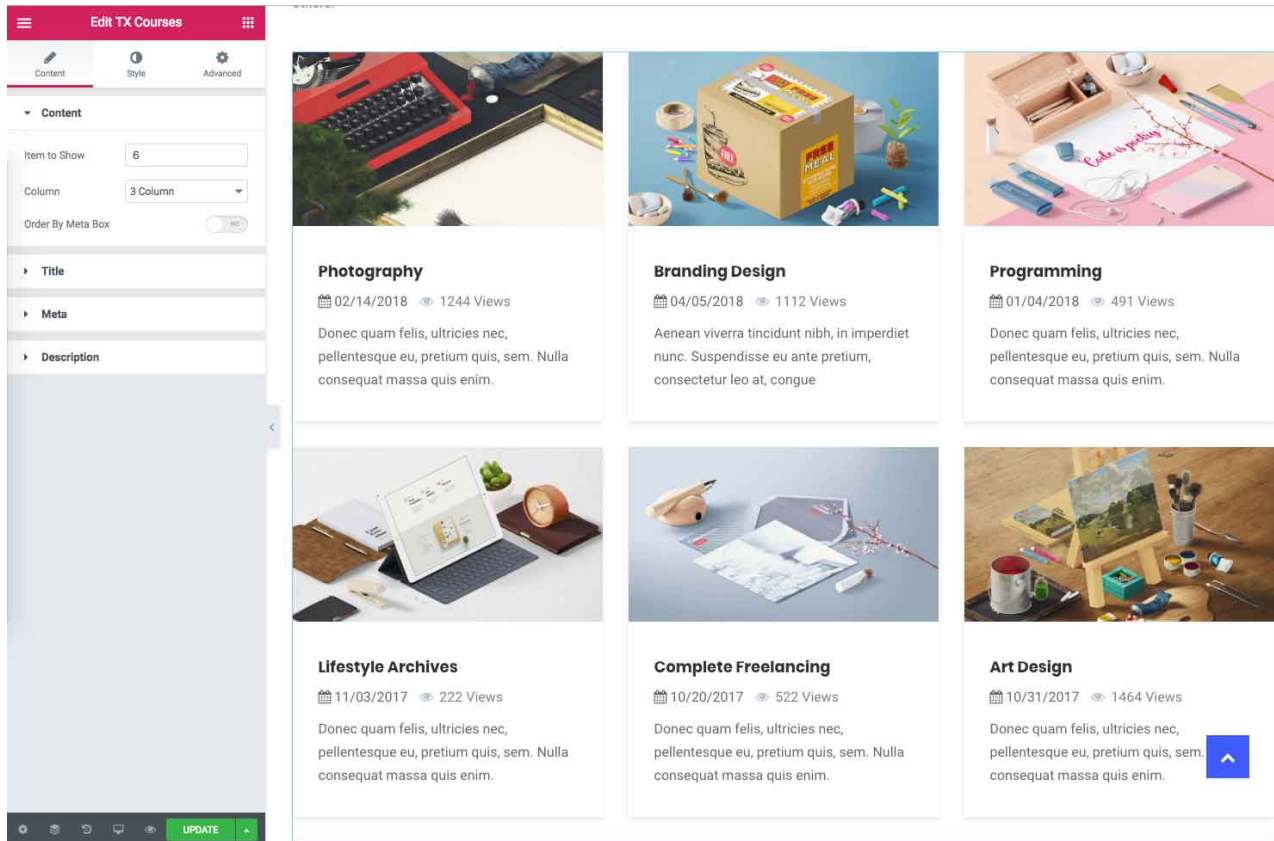 Edit TX Courses
Content
Style
Advanced
Content
Item to Show
6
Column
3 Column
Order By Meta Box
NO
Title
Meta
Description
UPDATE
FREE
MEAL
FREE
FREE
MEAL
Code is poetry
Photography
02/14/2018 1244 Views
Donec quam felis, ultricies nec,
pellentesque eu, pretium quis, sem. Nulla
consequat massa quis enim.
Branding Design
04/05/2018 1112 Views
Aenean viverra tincidunt nibh, in imperdiet
nunc. Suspendisse eu ante pretium,
consectetur leo at, congue
Programming
01/04/2018 491 Views
Donec quam felis, ultricies nec,
pellentesque eu, pretium quis, sem. Nulla
consequat massa quis enim.
Lifestyle Archives
11/03/2017 222 Views
Donec quam felis, ultricies nec,
pellentesque eu, pretium quis, sem. Nulla
consequat massa quis enim.
Complete Freelancing
10/20/2017 522 Views
Donec quam felis, ultricies nec,
pellentesque eu, pretium quis, sem. Nulla
consequat massa quis enim.
Art Design
10/31/2017 1464 Views
Donec quam felis, ultricies nec,
pellentesque eu, pretium quis, sem.
consequat massa quis enim.